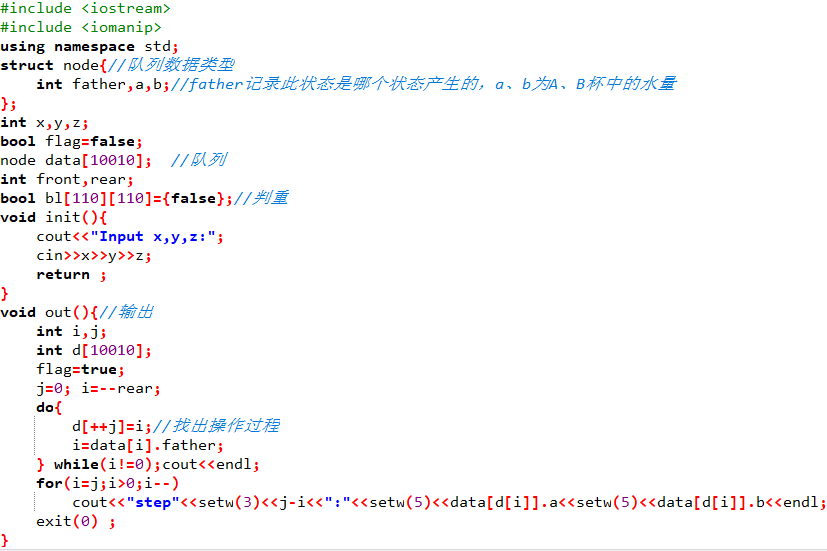 #include <iostream>
#include <iomanip>
using namespace std;
struct node{//队列数据类型
    int father,a,b;//father记录此状态是哪个状态产生的，a、b为A、B杯中的水量
};
int x,y,z;
bool flag=false;
node data[10010];  //队列
int front,rear;
bool bl[110][110]={false};//判重
void init(){
    cout<<"Input x,y,z:";
    cin>>x>>y>>z;
    return ;
}
void out(){//输出
    int i,j;
    int d[10010];
    flag=true;
    j=0; i=--rear;
    do{
        d[++j]=i;//找出操作过程
        i=data[i].father;
    } while(i!=0);cout<<endl;
    for(i=j;i>0;i--)
        cout<<"step"<<setw(3)<<j-i<<":"<<setw(5)<<data[d[i]].a<<setw(5)<<data[d[i]].b<<endl;
    exit(0) ;
}